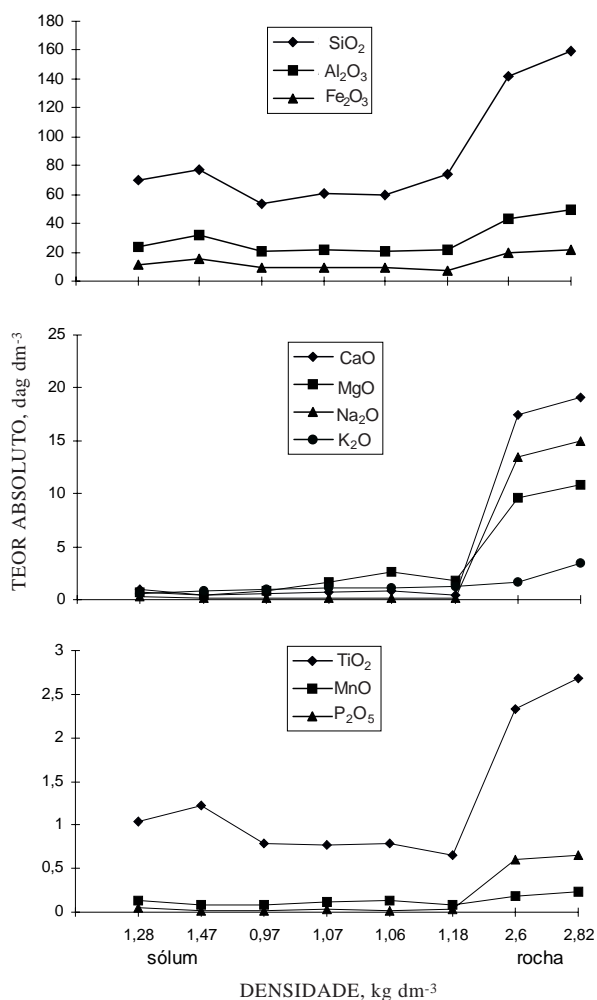 180
160
140
120
100
80
60
40
20
0
SiO₂
Al₂O₃
Fe₂O₃
25
20
15
10
5
0
CaO
MgO
Na₂O
K₂O
TEOR ABSOLUTO, dag dm⁻³
3
2,5
2
1,5
1
0,5
0
TiO₂
MnO
P₂O₅
1,28 1,47 0,97 1,07 1,06 1,18 2,6 2,82
sólum rocha
DENSIDADE, kg dm⁻³